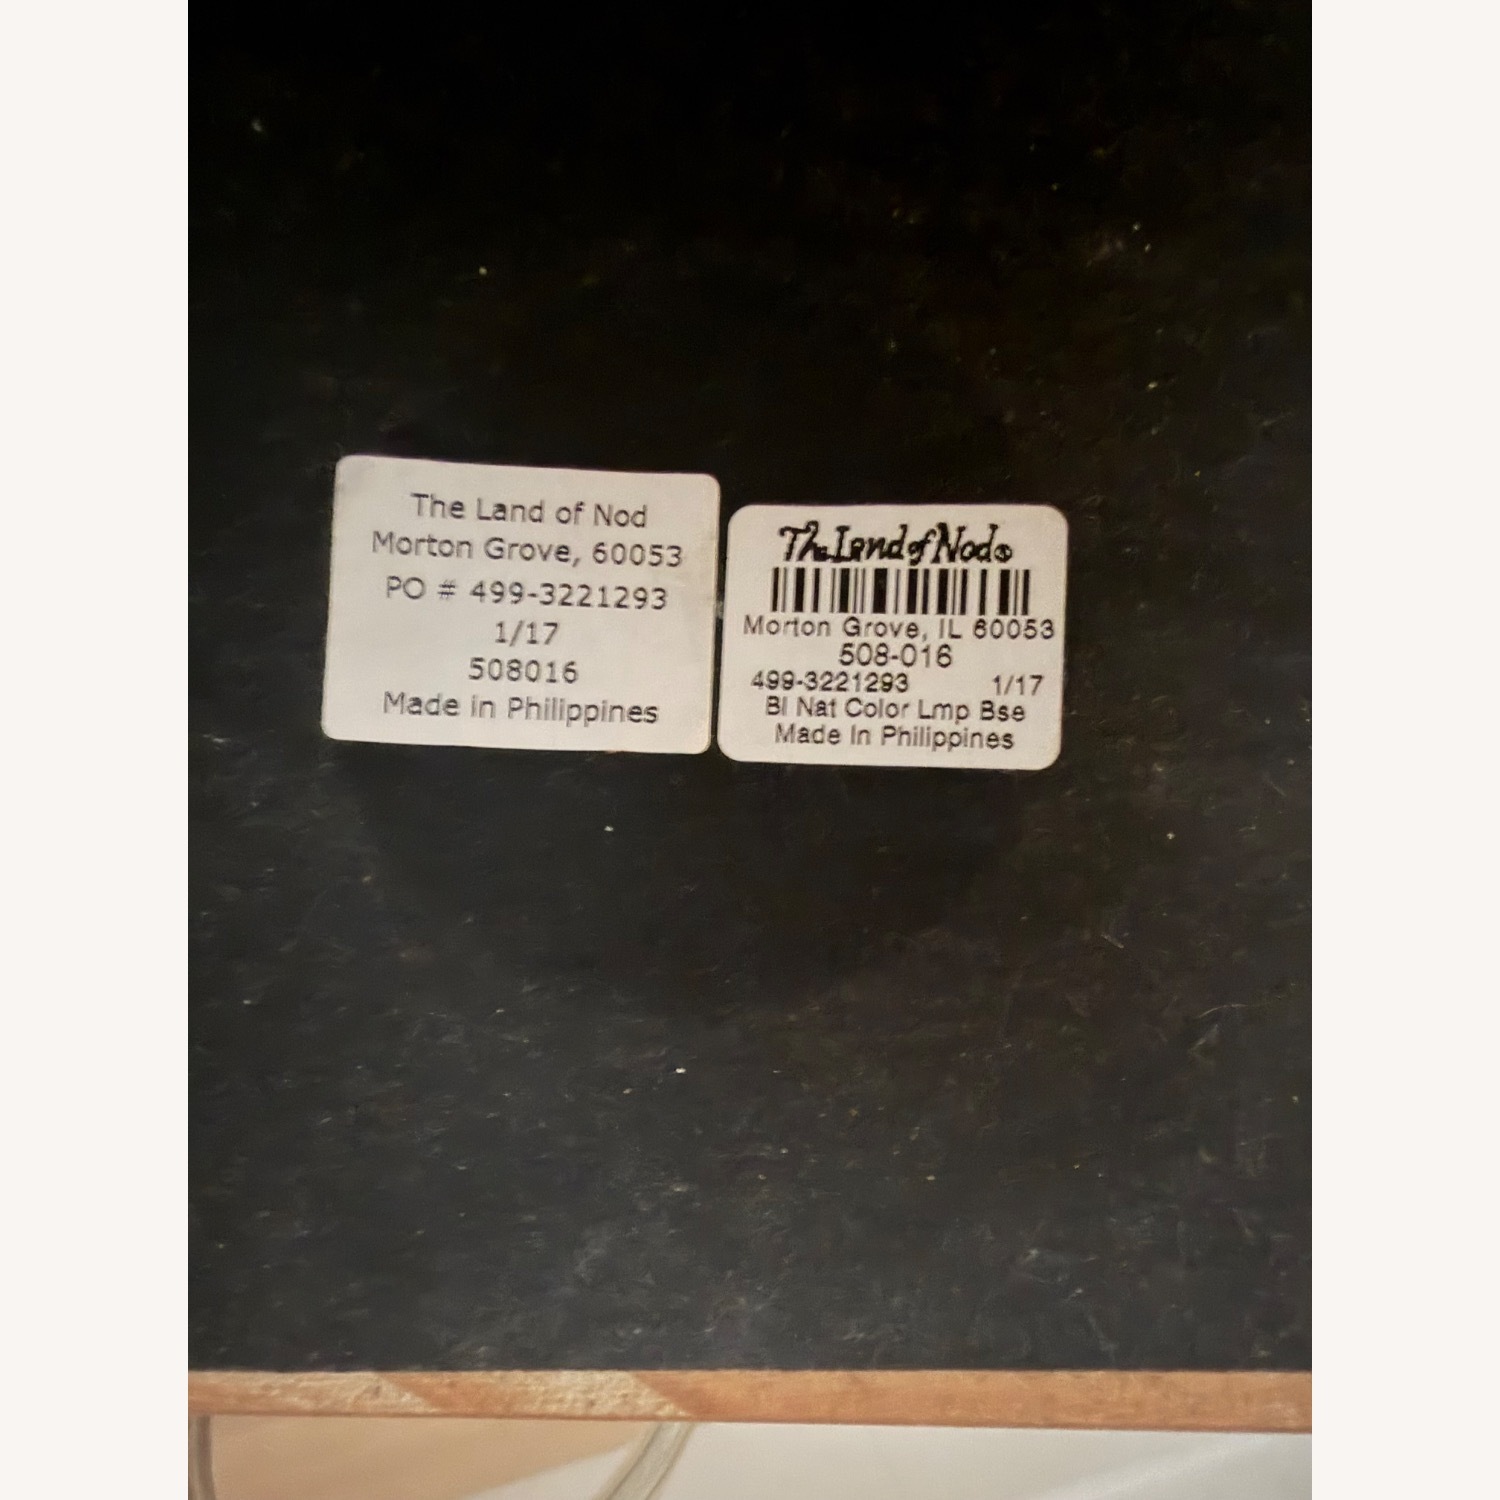 The Land of Nod
Morton Grove, 60053
PO # 499-3221293
1/17
508016
Made in Philippines
The Land of Nod®
Morton Grove, IL 60053
508-016
499-3221293 1/17
Bl Nat Color Lmp Bse
Made In Philippines